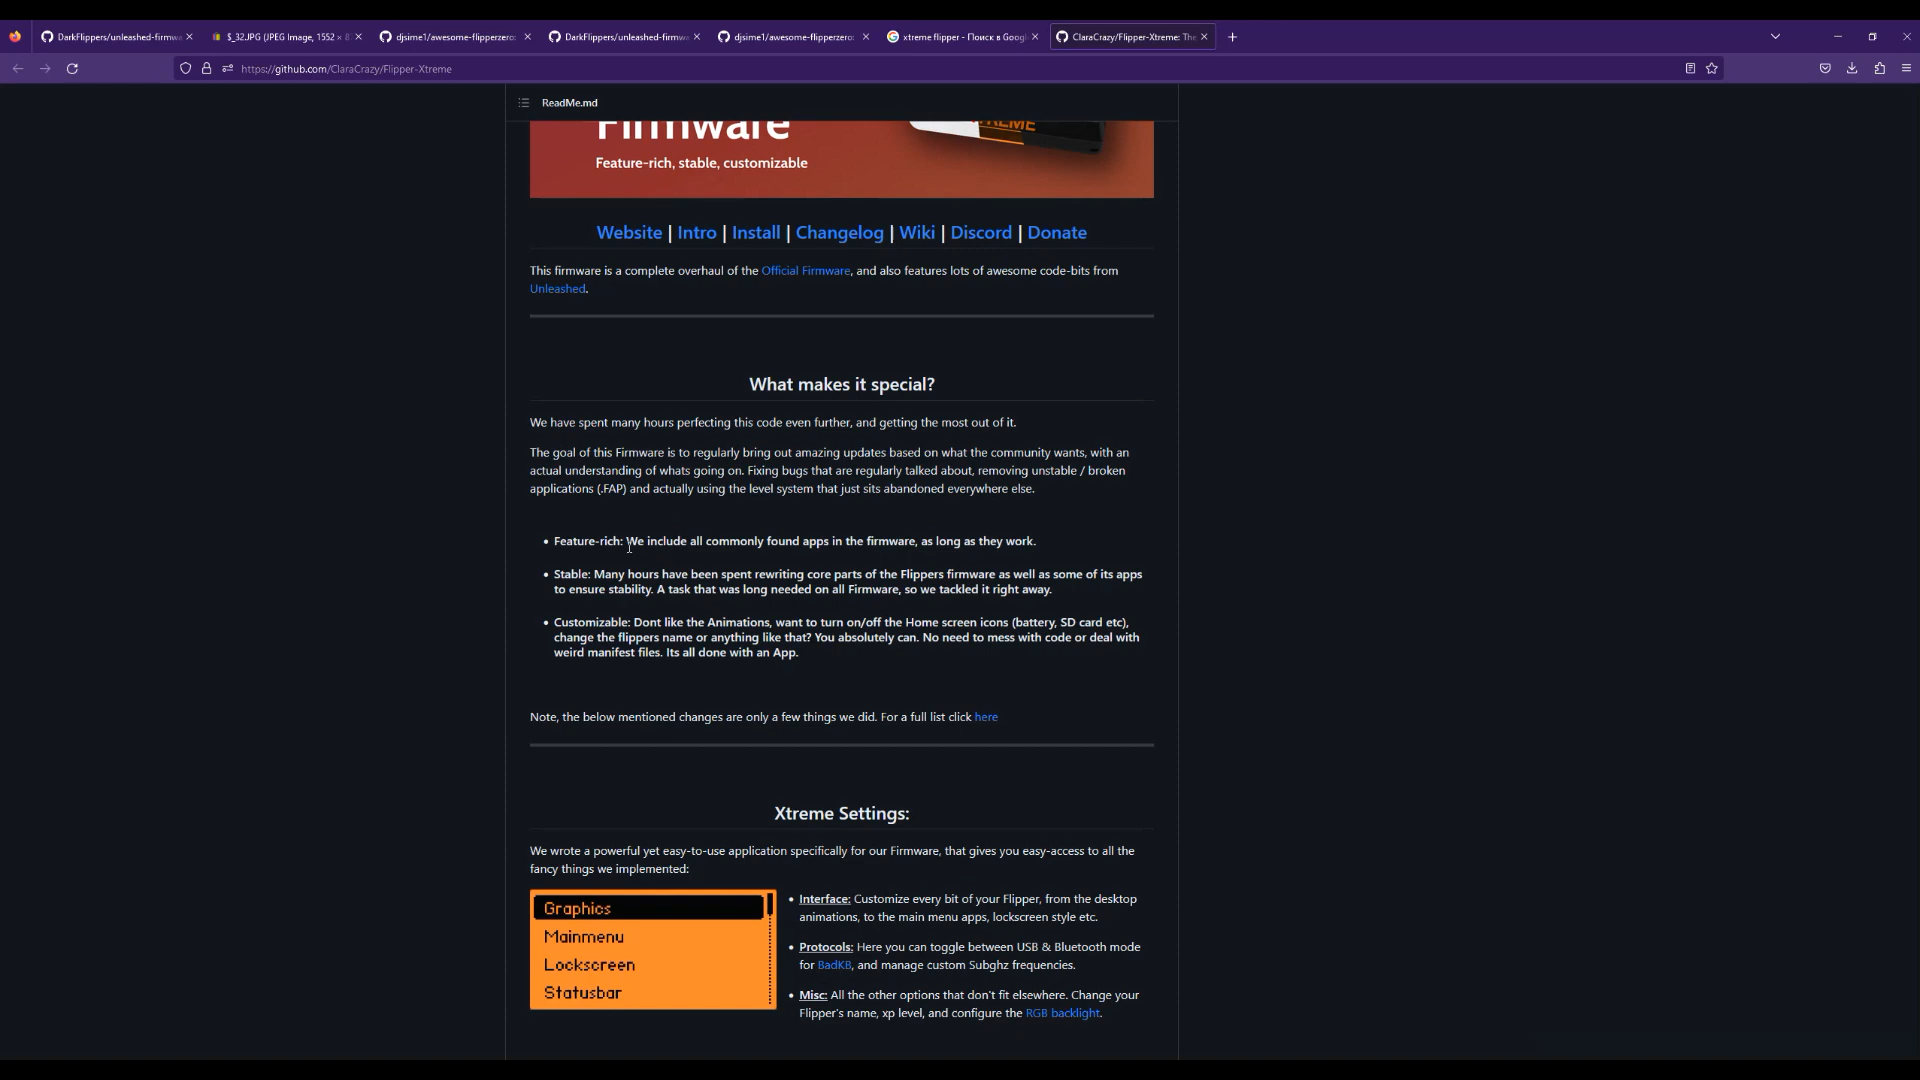 DarkFlippers/unleashed-firmw
$_32.JPG (JPEG Image, 1552 × 8
djsime1/awesome-flipperzero:
DarkFlippers/unleashed-firmw
djsime1/awesome-flipperzero:
xtreme flipper - Поиск в Googl
ClaraCrazy/Flipper-Xtreme: The
https://github.com/ClaraCrazy/Flipper-Xtreme
ReadMe.md
Firmware
XTREME
Feature-rich, stable, customizable
Website | Intro | Install | Changelog | Wiki | Discord | Donate
This firmware is a complete overhaul of the Official Firmware, and also features lots of awesome code-bits from
Unleashed.
What makes it special?
We have spent many hours perfecting this code even further, and getting the most out of it.
The goal of this Firmware is to regularly bring out amazing updates based on what the community wants, with an
actual understanding of whats going on. Fixing bugs that are regularly talked about, removing unstable / broken
applications (.FAP) and actually using the level system that just sits abandoned everywhere else.
• Feature-rich: We include all commonly found apps in the firmware, as long as they work.
• Stable: Many hours have been spent rewriting core parts of the Flippers firmware as well as some of its apps
to ensure stability. A task that was long needed on all Firmware, so we tackled it right away.
• Customizable: Dont like the Animations, want to turn on/off the Home screen icons (battery, SD card etc),
change the flippers name or anything like that? You absolutely can. No need to mess with code or deal with
weird manifest files. Its all done with an App.
Note, the below mentioned changes are only a few things we did. For a full list click here
Xtreme Settings:
We wrote a powerful yet easy-to-use application specifically for our Firmware, that gives you easy-access to all the
fancy things we implemented:
Graphics
Mainmenu
Lockscreen
Statusbar
• Interface: Customize every bit of your Flipper, from the desktop
animations, to the main menu apps, lockscreen style etc.
• Protocols: Here you can toggle between USB & Bluetooth mode
for BadKB, and manage custom Subghz frequencies.
• Misc: All the other options that don't fit elsewhere. Change your
Flipper's name, xp level, and configure the RGB backlight.